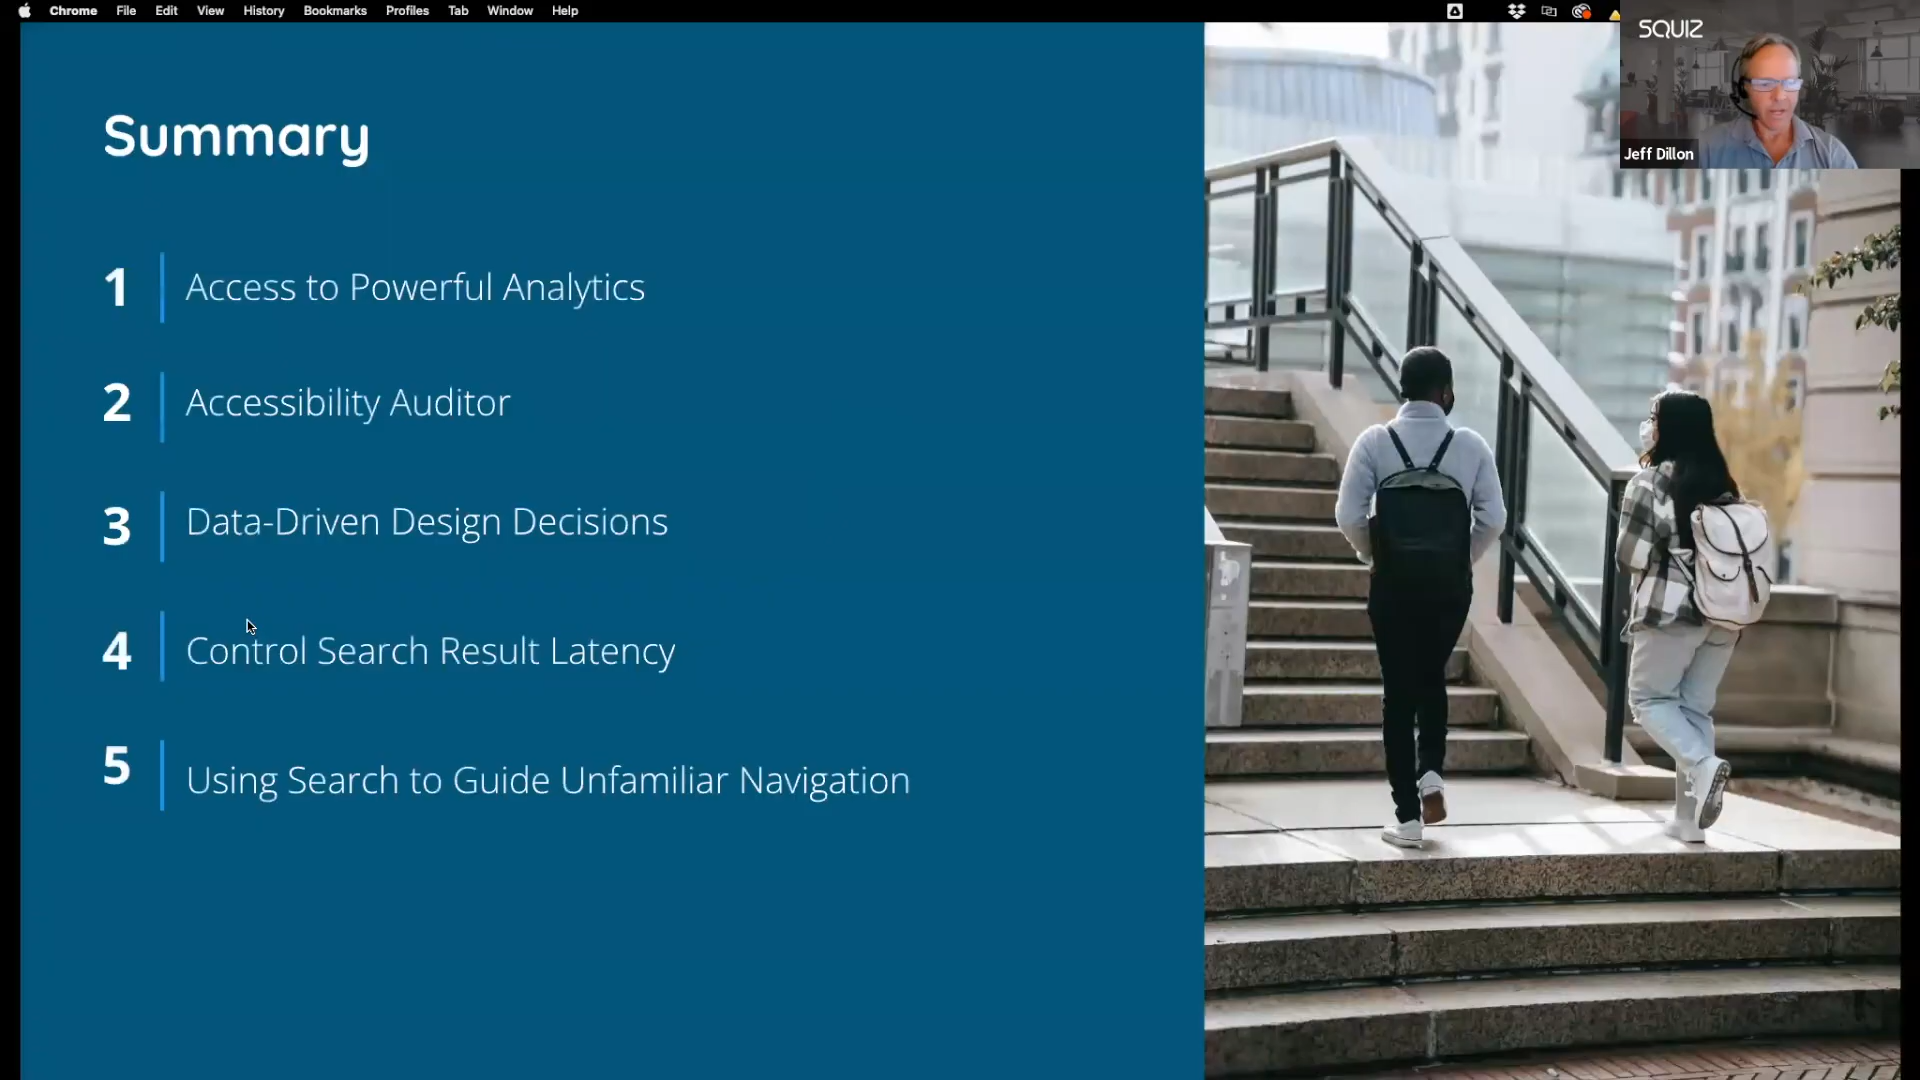 Chrome File Edit View History Bookmarks Profiles Tab Window Help
SQUIZ
Jeff Dillon
Summary
1 Access to Powerful Analytics
2 Accessibility Auditor
3 Data-Driven Design Decisions
4 Control Search Result Latency
5 Using Search to Guide Unfamiliar Navigation